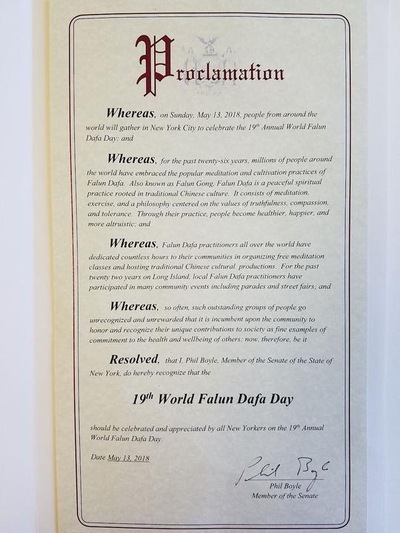 Proclamation
Whereas, on Sunday, May 13, 2018, people from around the
world will gather in New York City to celebrate the 19th Annual World Falun
Dafa Day; and
Whereas, for the past twenty-six years, millions of people around
the world have embraced the popular meditation and cultivation practices of
Falun Dafa. Also known as Falun Gong, Falun Dafa is a peaceful spiritual
practice rooted in traditional Chinese culture. It consists of meditation,
exercise, and a philosophy centered on the values of truthfulness, compassion,
and tolerance. Through their practice, people become healthier, happier, and
more altruistic; and
Whereas, Falun Dafa practitioners all over the world have
dedicated countless hours to their communities in organizing free meditation
classes and hosting traditional Chinese cultural productions. For the past
twenty two years on Long Island, local Falun Dafa practitioners have
participated in many community events including parades and street fairs; and
Whereas, so often, such outstanding groups of people go
unrecognized and unrewarded that it is incumbent upon the community to
honor and recognize their unique contributions to society as fine examples of
commitment to the health and wellbeing of others; now, therefore, be it
Resolved, that I, Phil Boyle, Member of the Senate of the State of
New York, do hereby recognize that the
19th World Falun Dafa Day
should be celebrated and appreciated by all New Yorkers on the 19th Annual
World Falun Dafa Day.
Date May 13, 2018
Phil Boyle
Phil Boyle
Member of the Senate